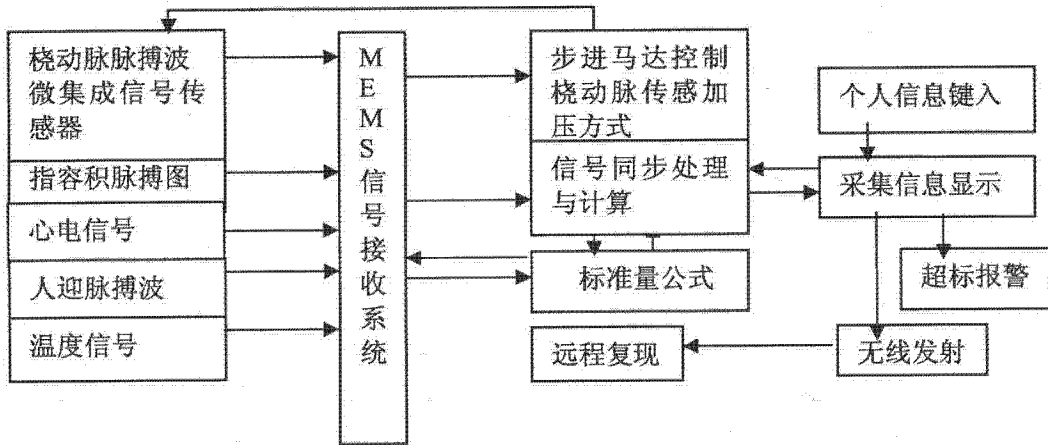 桡动脉脉搏波
微集成信号传
感器
指容积脉搏图
心电信号
人迎脉搏波
温度信号
M
E
M
S
信
号
接
收
系
统
步进马达控制
桡动脉传感加
压方式
信号同步处理
与计算
标准量公式
远程复现
个人信息键入
采集信息显示
超标报警
无线发射